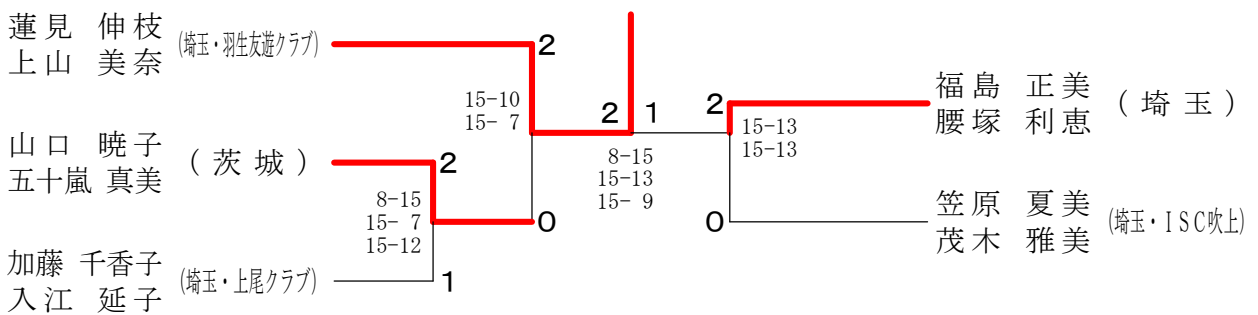 蓮見 伸枝
上山 美奈
(埼玉・羽生友遊クラブ)
2
15-10
15- 7
山口 暁子
五十嵐 真美
(茨城)
2
8-15
15- 7
15-12
0
加藤 千香子
入江 延子
(埼玉・上尾クラブ)
1
2 1
8-15
15-13
15- 9
福島 正美
腰塚 利恵
(埼玉)
2
15-13
15-13
笠原 夏美
茂木 雅美
(埼玉・ISC吹上)
0